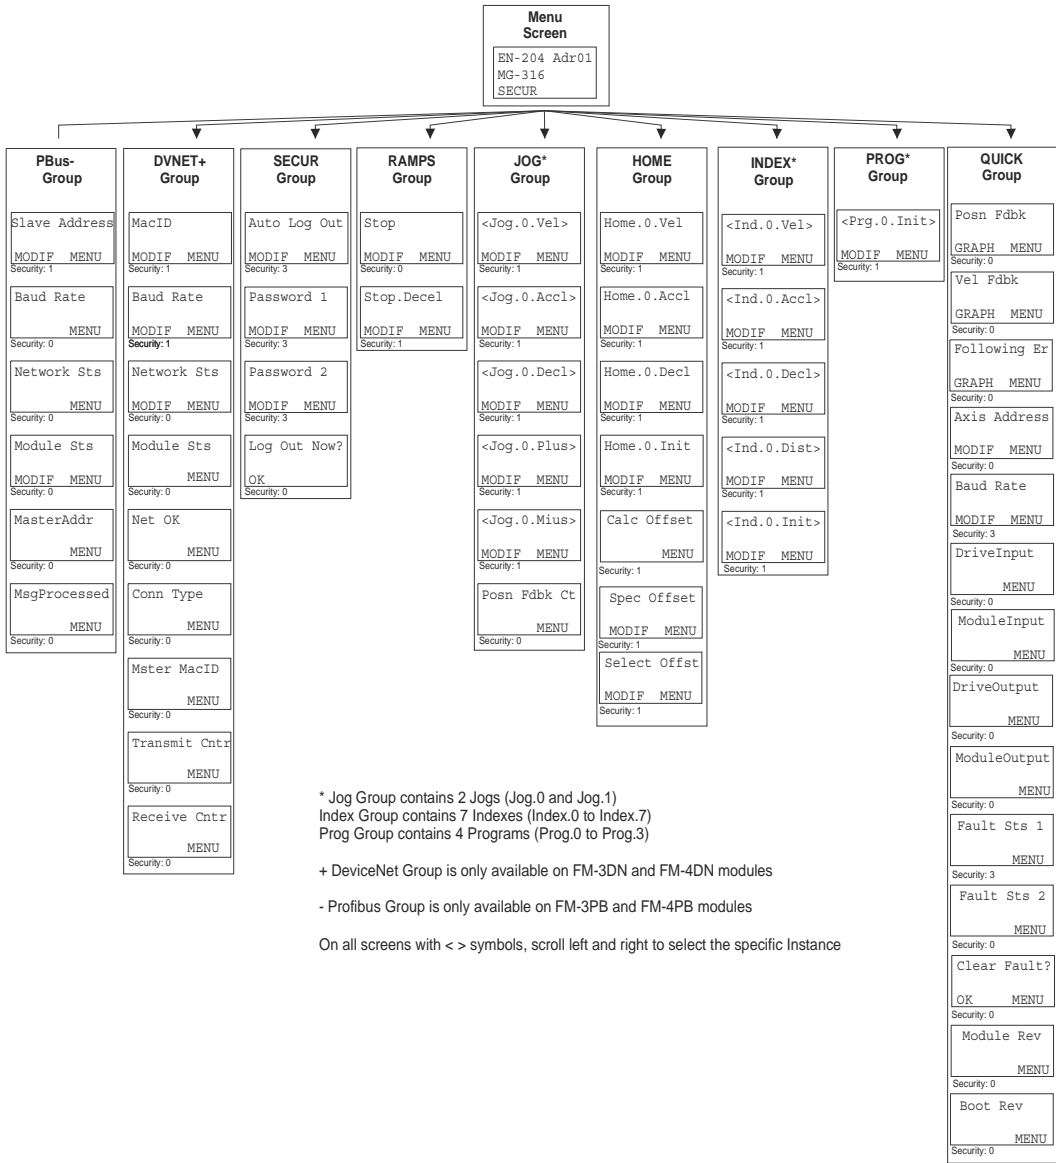 Menu
Screen
EN-204 Adr01
MG-316
SECUR
PBus-
Group
Slave Address
MODIF MENU
Security: 1
Baud Rate
MENU
Security: 0
Network Sts
MENU
Security: 0
Module Sts
MODIF MENU
Security: 0
MasterAddr
MENU
Security: 0
MsgProcessed
MENU
Security: 0
DVNET+
Group
MacID
MODIF MENU
Security: 1
Baud Rate
MODIF MENU
Security: 1
Network Sts
MODIF MENU
Security: 0
Module Sts
MENU
Security: 0
Net OK
MENU
Security: 0
Conn Type
MENU
Security: 0
Mster MacID
MENU
Security: 0
Transmit Cntr
MENU
Security: 0
Receive Cntr
MENU
Security: 0
SECUR
Group
Auto Log Out
MODIF MENU
Security: 3
Password 1
MODIF MENU
Security: 3
Password 2
MODIF MENU
Security: 3
Log Out Now?
OK
Security: 0
RAMPS
Group
Stop
MODIF MENU
Security: 0
Stop.Decel
MODIF MENU
Security: 1
JOG*
Group
<Jog.0.Vel>
MODIF MENU
Security: 1
<Jog.0.Accl>
MODIF MENU
Security: 1
<Jog.0.Decl>
MODIF MENU
Security: 1
<Jog.0.Plus>
MODIF MENU
Security: 1
<Jog.0.Mius>
MODIF MENU
Security: 1
Posn Fdbk Ct
MENU
Security: 0
HOME
Group
Home.0.Vel
MODIF MENU
Security: 1
Home.0.Accl
MODIF MENU
Security: 1
Home.0.Decl
MODIF MENU
Security: 1
Home.0.Init
MODIF MENU
Security: 1
Calc Offset
MENU
Security: 1
Spec Offset
MODIF MENU
Security: 1
Select Offst
MODIF MENU
Security: 1
INDEX*
Group
<Ind.0.Vel>
MODIF MENU
Security: 1
<Ind.0.Accl>
MODIF MENU
Security: 1
<Ind.0.Decl>
MODIF MENU
Security: 1
<Ind.0.Dist>
MODIF MENU
Security: 1
<Ind.0.Init>
MODIF MENU
Security: 1
PROG*
Group
<Prg.0.Init>
MODIF MENU
Security: 1
QUICK
Group
Posn Fdbk
GRAPH MENU
Security: 0
Vel Fdbk
GRAPH MENU
Security: 0
Following Er
GRAPH MENU
Security: 0
Axis Address
MODIF MENU
Security: 0
Baud Rate
MODIF MENU
Security: 3
DriveInput
MENU
Security: 0
ModuleInput
MENU
Security: 0
DriveOutput
MENU
Security: 0
ModuleOutput
MENU
Security: 0
Fault Sts 1
MENU
Security: 3
Fault Sts 2
MENU
Security: 0
Clear Fault?
OK MENU
Security: 0
Module Rev
MENU
Security: 0
Boot Rev
MENU
Security: 0
* Jog Group contains 2 Jogs (Jog.0 and Jog.1)
Index Group contains 7 Indexes (Index.0 to Index.7)
Prog Group contains 4 Programs (Prog.0 to Prog.3)
+ DeviceNet Group is only available on FM-3DN and FM-4DN modules
- Profibus Group is only available on FM-3PB and FM-4PB modules
On all screens with < > symbols, scroll left and right to select the specific Instance